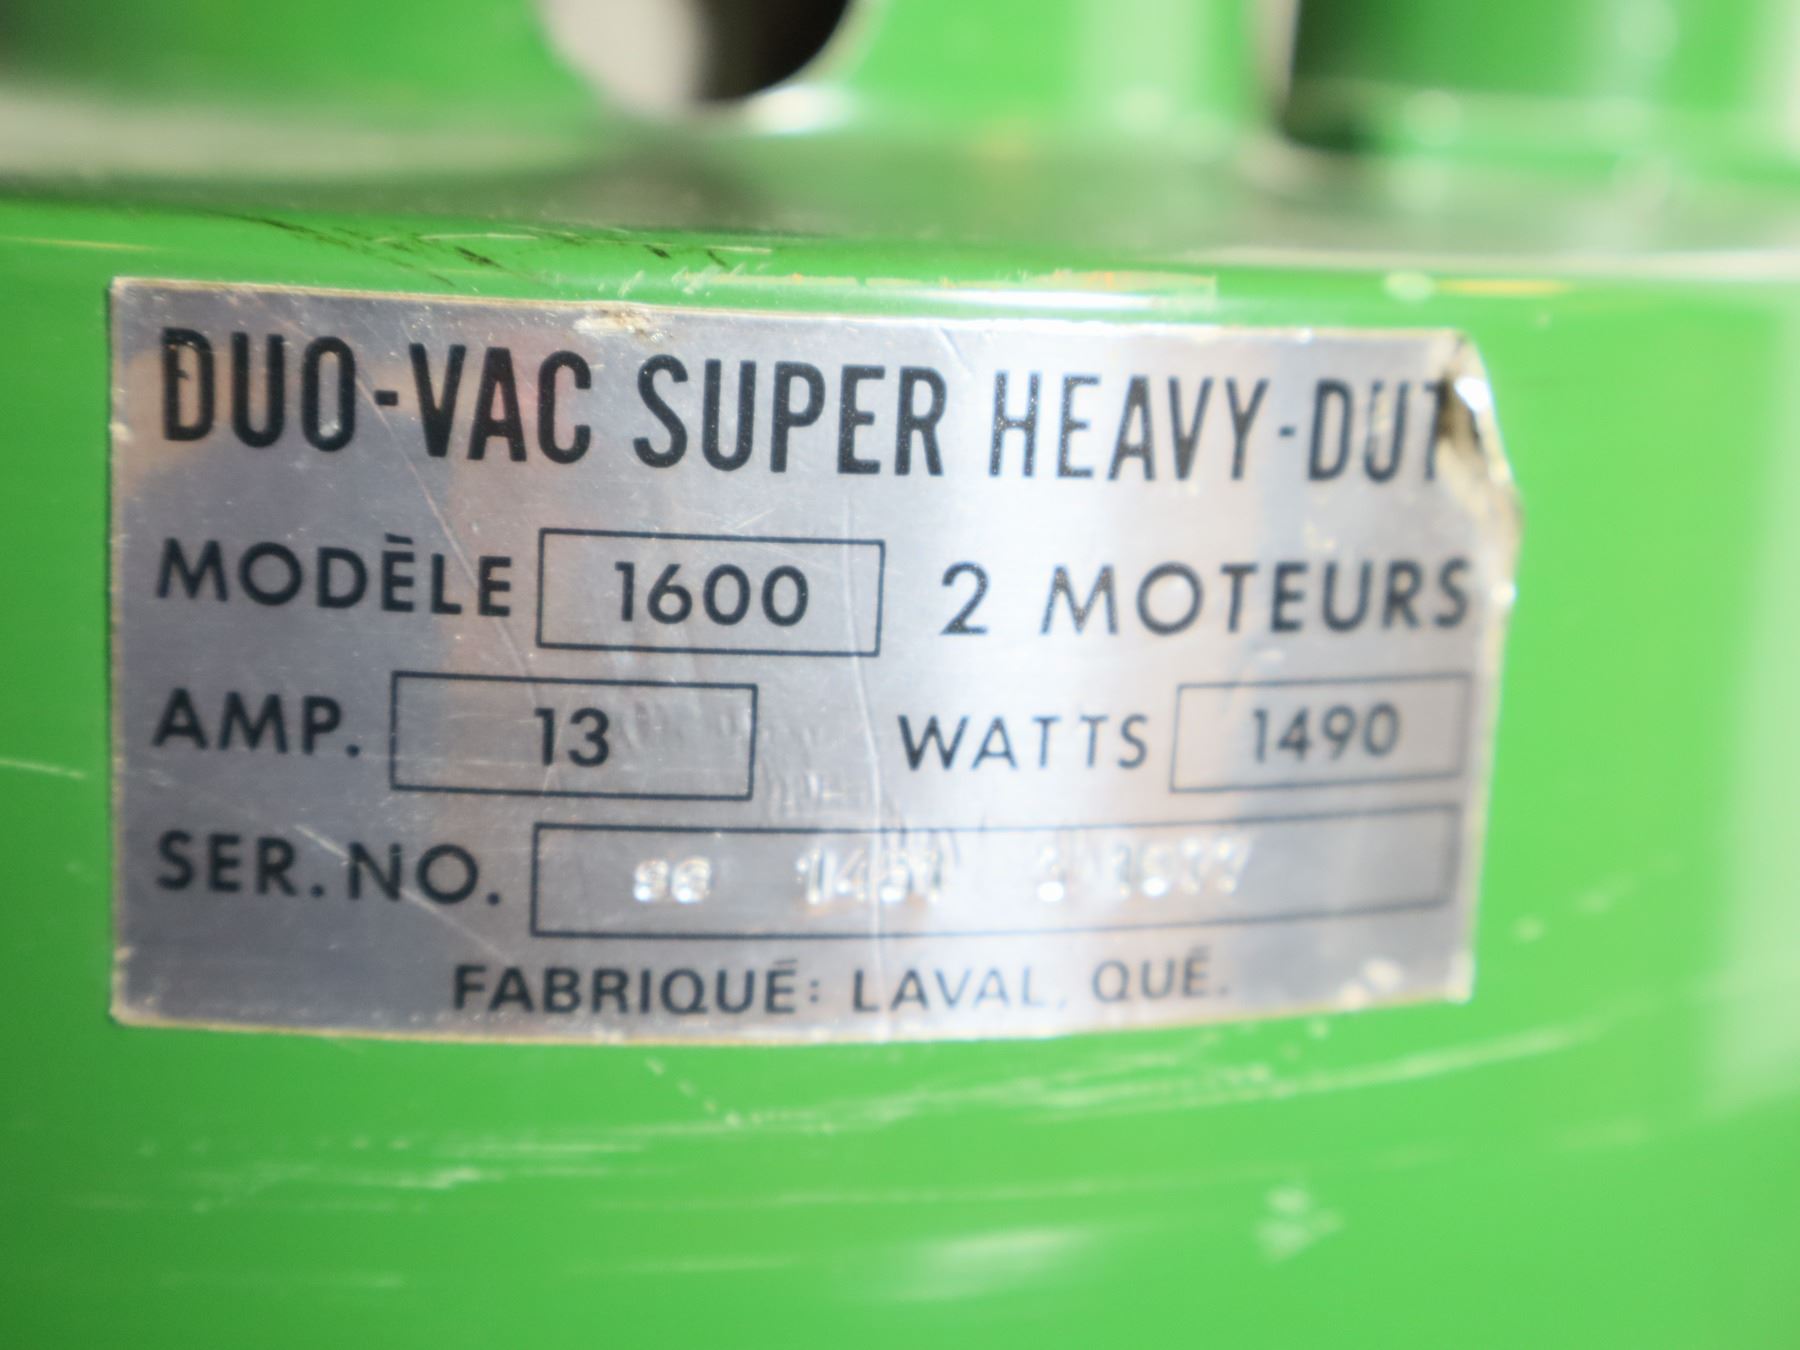 DUO-VAC SUPER HEAVY-DUT
MODÈLE 1600 2 MOTEURS
AMP. 13 WATTS 1490
SER. NO.
FABRIQUÉ: LAVAL, QUÉ.